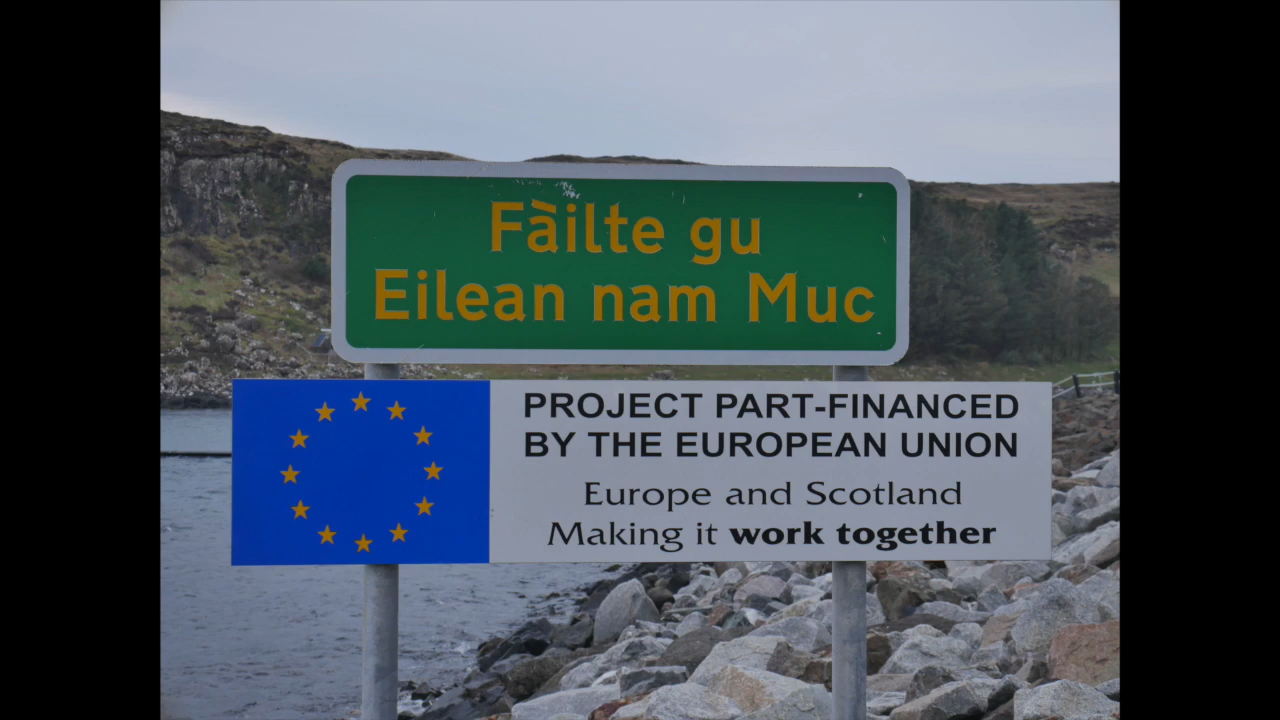 Fàilte gu
Eilean nam Muc
PROJECT PART-FINANCED
BY THE EUROPEAN UNION
Europe and Scotland
Making it work together